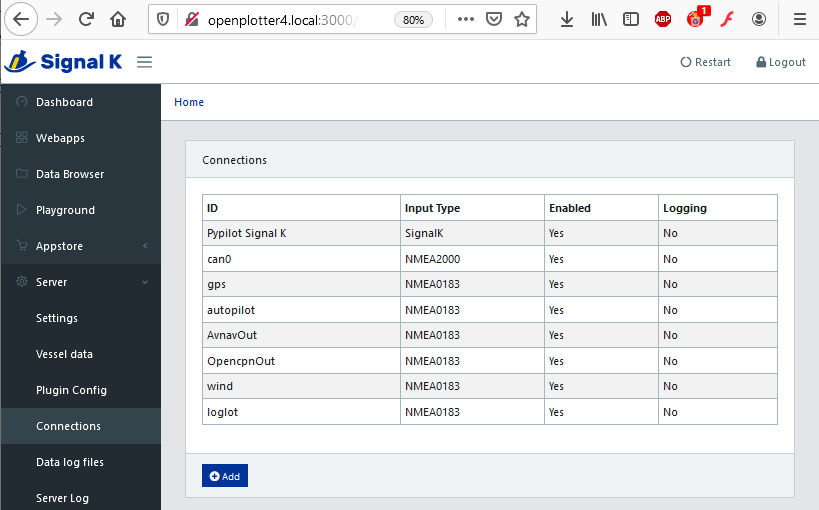 openplotter4.local:3000/ 80% ABP 1
Signal K Restart Logout
Dashboard
Webapps
Data Browser
Playground
Appstore
Server
Settings
Vessel data
Plugin Config
Connections
Data log files
Server Log
Home
Connections
ID Input Type Enabled Logging
Pypilot Signal K SignalK Yes No
can0 NMEA2000 Yes No
gps NMEA0183 Yes No
autopilot NMEA0183 Yes No
AvnavOut NMEA0183 Yes No
OpencpnOut NMEA0183 Yes No
wind NMEA0183 Yes No
loglot NMEA0183 Yes No
Add